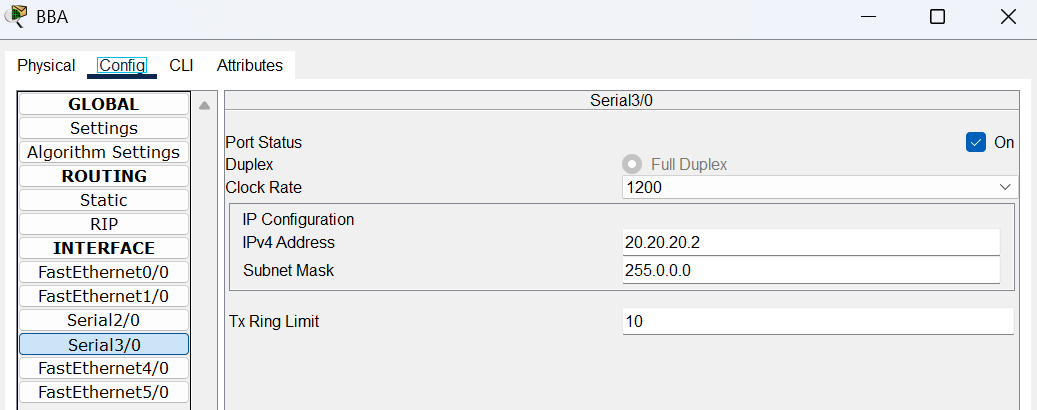 BBA
Physical Config CLI Attributes
GLOBAL
Settings
Algorithm Settings
ROUTING
Static
RIP
INTERFACE
FastEthernet0/0
FastEthernet1/0
Serial2/0
Serial3/0
FastEthernet4/0
FastEthernet5/0
Serial3/0
Port Status On
Duplex Full Duplex
Clock Rate 1200
IP Configuration
IPv4 Address 20.20.20.2
Subnet Mask 255.0.0.0
Tx Ring Limit 10